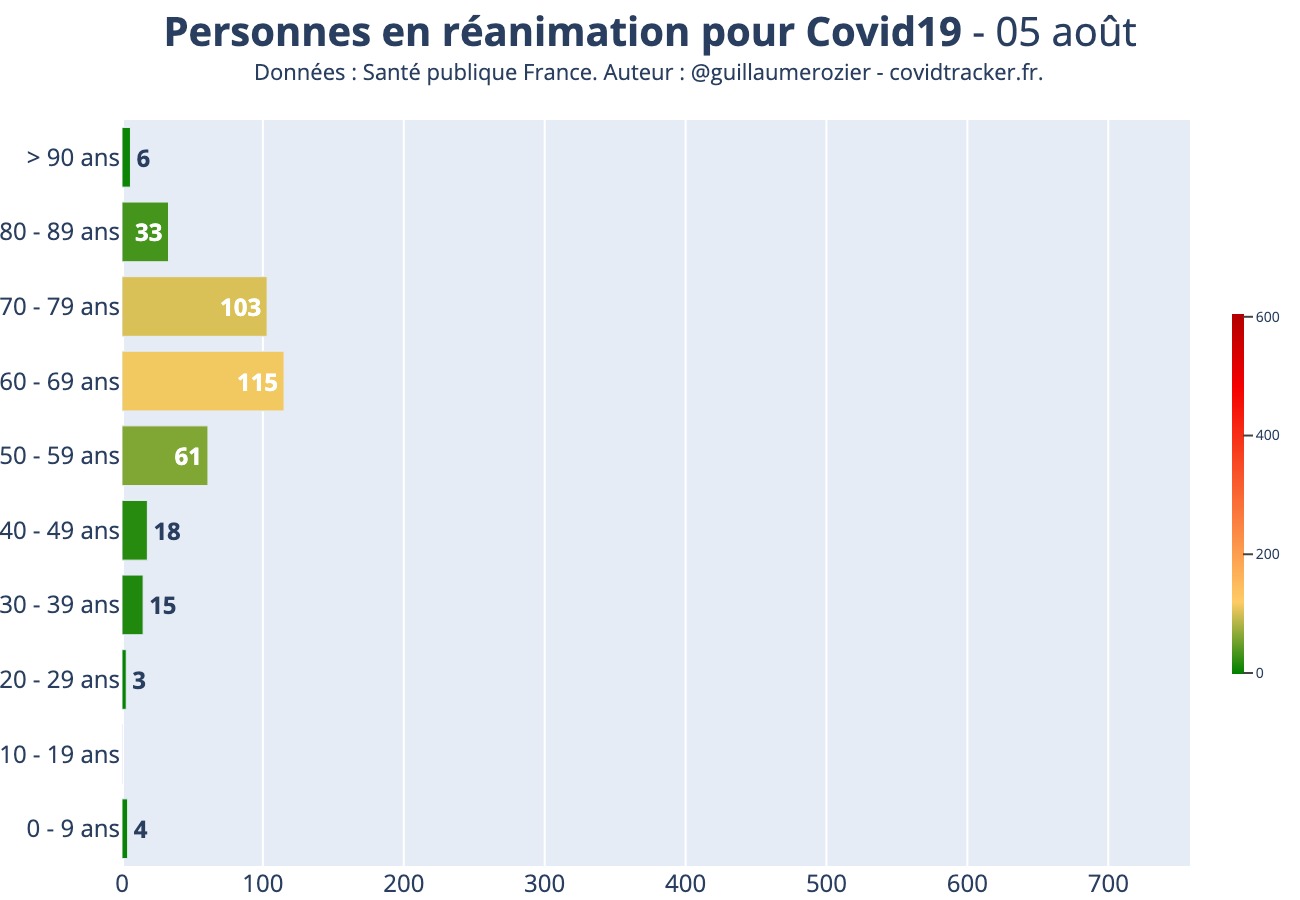 Personnes en réanimation pour Covid19 - 05 août
Données : Santé publique France. Auteur : @guillaumerozier - covidtracker.fr.
> 90 ans 6
80 - 89 ans 33
70 - 79 ans 103
60 - 69 ans 115
50 - 59 ans 61
40 - 49 ans 18
30 - 39 ans 15
20 - 29 ans 3
10 - 19 ans
0 - 9 ans 4
0 100 200 300 400 500 600 700
600
400
200
0